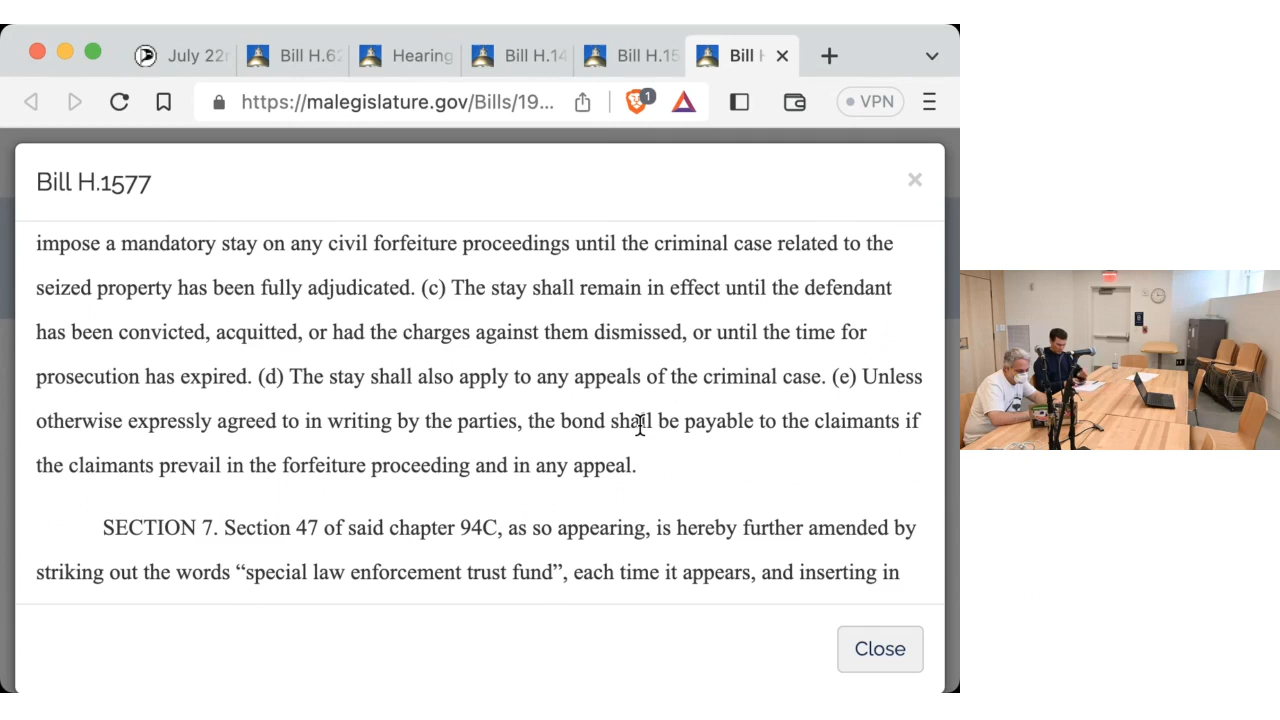 July 22n
Bill H.62
Hearing
Bill H.14
Bill H.15
Bill H
https://malegislature.gov/Bills/19...
1
VPN
Bill H.1577
impose a mandatory stay on any civil forfeiture proceedings until the criminal case related to the
seized property has been fully adjudicated. (c) The stay shall remain in effect until the defendant
has been convicted, acquitted, or had the charges against them dismissed, or until the time for
prosecution has expired. (d) The stay shall also apply to any appeals of the criminal case. (e) Unless
otherwise expressly agreed to in writing by the parties, the bond shall be payable to the claimants if
the claimants prevail in the forfeiture proceeding and in any appeal.
SECTION 7. Section 47 of said chapter 94C, as so appearing, is hereby further amended by
striking out the words “special law enforcement trust fund”, each time it appears, and inserting in
Close